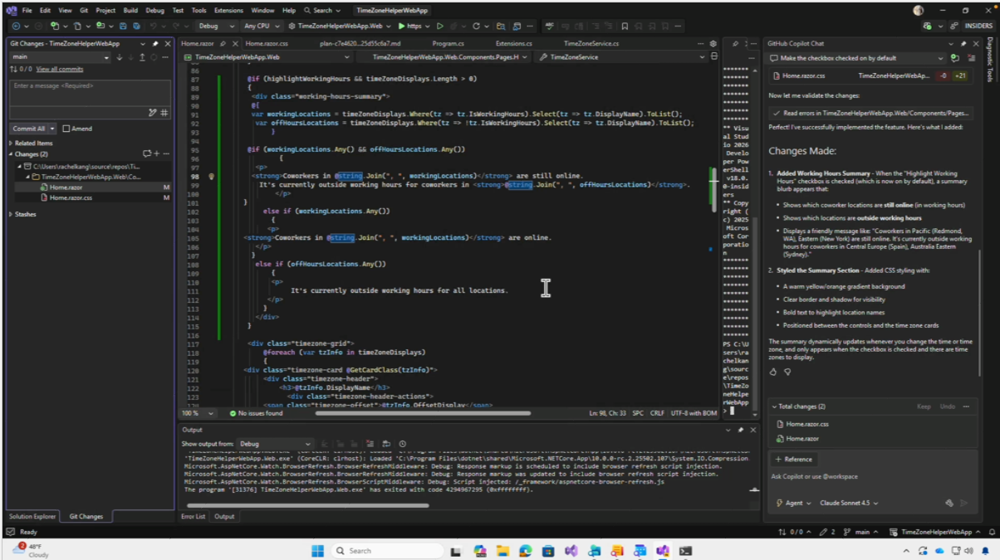 File Edit View Git Project Build Debug Test Tools Extensions Window Help Search TimeZoneHelperWebApp
Debug Any CPU TimeZoneHelperWebApp.Web https INSIDERS
Git Changes - TimeZoneHelperWebApp
main
0 / 0 View all commits
Enter a message <Required>
Commit All Amend
Related Items
Changes (2)
C:\Users\rachelkang\source\repos\Ti...
TimeZoneHelperWebApp.Web\Co...
Home.razor M
Home.razor.css M
Stashes
Solution Explorer Git Changes
Home.razor Home.razor.css plan-c7e4620...25d55c6a7.md Program.cs Extensions.cs TimeZoneService.cs
TimeZoneHelperWebApp.Web TimeZoneHelperWebApp.Web.Components.Pages.H TimeZoneService
86
87 @if (highlightWorkingHours && timeZoneDisplays.Length > 0)
88 {
89 <div class="working-hours-summary">
90 @{
91 var workingLocations = timeZoneDisplays.Where(tz => tz.IsWorkingHours).Select(tz => tz.DisplayName).ToList();
92 var offHoursLocations = timeZoneDisplays.Where(tz => !tz.IsWorkingHours).Select(tz => tz.DisplayName).ToList();
93 }
94
95 @if (workingLocations.Any() && offHoursLocations.Any())
96 {
97 <p>
98 <strong>Coworkers in @string.Join(", ", workingLocations)</strong> are still online.
99 It's currently outside working hours for coworkers in <strong>@string.Join(", ", offHoursLocations)</strong>.
100 </p>
101 }
102 else if (workingLocations.Any())
103 {
104 <p>
105 <strong>Coworkers in @string.Join(", ", workingLocations)</strong> are online.
106 </p>
107 }
108 else if (offHoursLocations.Any())
109 {
110 <p>
111 It's currently outside working hours for all locations.
112 </p>
113 }
114 </div>
115 }
116
117 <div class="timezone-grid">
118 @foreach (var tzInfo in timeZoneDisplays)
119 {
120 <div class="timezone-card @GetCardClass(tzInfo)">
121 <div class="timezone-header">
122 <h3>@tzInfo.DisplayName</h3>
123 <div class="timezone-header-actions">
<span class="timezone-offset">@tzInfo.OffsetDisplay</span>
100 % No issues found Ln: 98, Ch: 33 SPC CRLF UTF-8 with BOM
** Visu
al Stud
io 2026
Develo
per Pow
erShell
v18.0.
0-insid
ers
** Copy
right (
c) 2025
Micros
oft Cor
poratio
n
PS C:\U
sers\ra
chelkan
g\sourc
e\repos
\TimeZo
neHelpe
rWebApp
>
Output
Show output from: Debug
'TimeZoneHelperWebApp.Web.exe' (CoreCLR: clrhost): Loaded 'C:\Program Files\dotnet\shared\Microsoft.NETCore.App\10.0.0-rc.2.25502.107\System.IO.Compression
Microsoft.AspNetCore.Watch.BrowserRefresh.BrowserRefreshMiddleware: Debug: Response markup is scheduled to include browser refresh script injection.
Microsoft.AspNetCore.Watch.BrowserRefresh.BrowserRefreshMiddleware: Debug: Response markup was updated to include browser refresh script injection.
Microsoft.AspNetCore.Watch.BrowserRefresh.BrowserScriptMiddleware: Debug: Script injected: /_framework/aspnetcore-browser-refresh.js
The program '[31376] TimeZoneHelperWebApp.Web.exe' has exited with code 4294967295 (0xffffffff).
Error List Output
GitHub Copilot Chat
Make the checkbox checked on by default
Home.razor.css TimeZoneHelperWebAp... -0 +21
Now let me validate the changes:
Read errors in TimeZoneHelperWebApp.Web/Components/Pages...
Perfect! I've successfully implemented the feature. Here's what I added:
Changes Made:
1. Added Working Hours Summary - When the "Highlight Working
Hours" checkbox is checked (which is now on by default), a summary
blurb appears that:
• Shows which coworker locations are still online (in working hours)
• Shows which locations are outside working hours
• Displays a friendly message like: "Coworkers in Pacific (Redmond,
WA), Eastern (New York) are still online. It's currently outside working
hours for coworkers in Central Europe (Spain), Australia Eastern
(Sydney)."
2. Styled the Summary Section - Added CSS styling with:
• A warm yellow/orange gradient background
• Clear border and shadow for visibility
• Bold text to highlight location names
• Positioned between the controls and the time zone cards
The summary dynamically updates whenever you change the time or time
zone, and only appears when the checkbox is checked and there are time
zones to display.
Total changes (2) Keep Undo
Home.razor.css
Home.razor
Reference
Ask Copilot or use @workspace
Agent Claude Sonnet 4.5
Diagnostic Tools
Ready 0 / 0 2 main TimeZoneHelperWebApp
2
48°F
Cloudy
Search